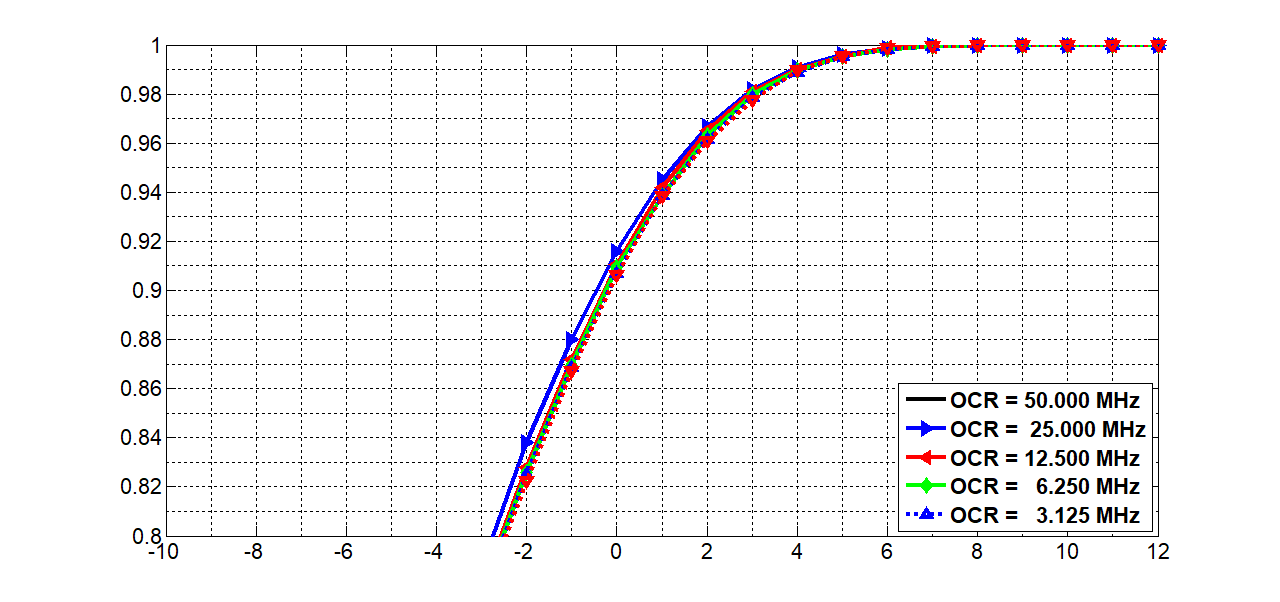 1
0.98
0.96
0.94
0.92
0.9
0.88
0.86
0.84
0.82
0.8
-10 -8 -6 -4 -2 0 2 4 6 8 10 12
OCR = 50.000 MHz
OCR = 25.000 MHz
OCR = 12.500 MHz
OCR = 6.250 MHz
OCR = 3.125 MHz